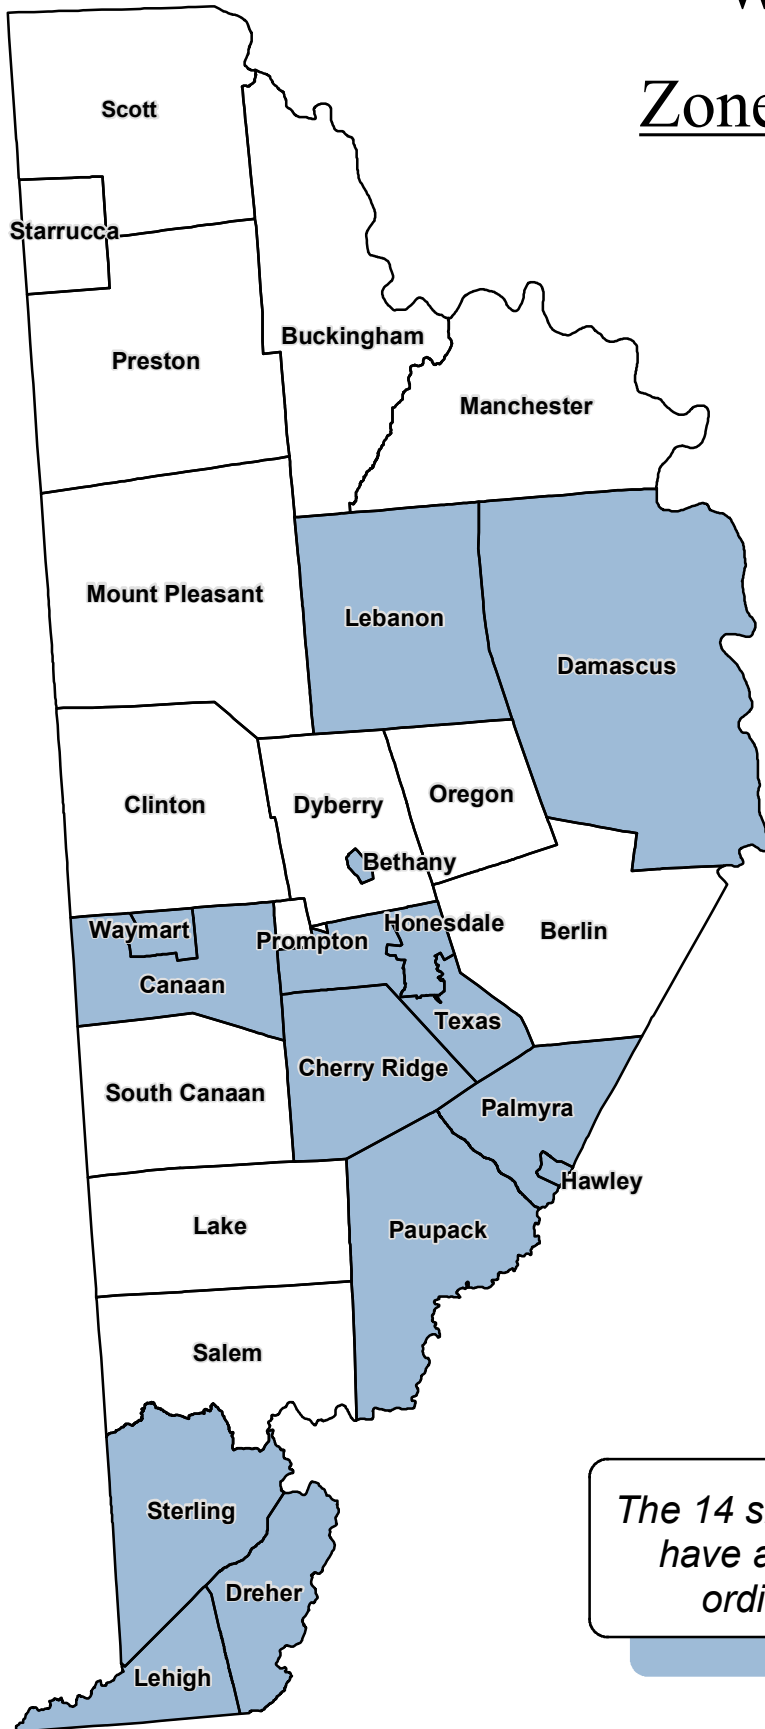 Zone
Scott
Starrucca
Buckingham
Preston
Manchester
Mount Pleasant
Lebanon
Damascus
Clinton
Dyberry
Oregon
Bethany
Waymart
Prompton
Honesdale
Berlin
Canaan
Texas
Cherry Ridge
South Canaan
Palmyra
Hawley
Lake
Paupack
Salem
Sterling
Dreher
Lehigh
The 14 s
have a
ordi